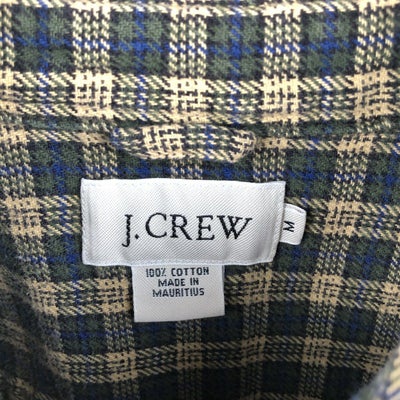 J.CREW
M
100% COTTON
MADE IN
MAURITIUS